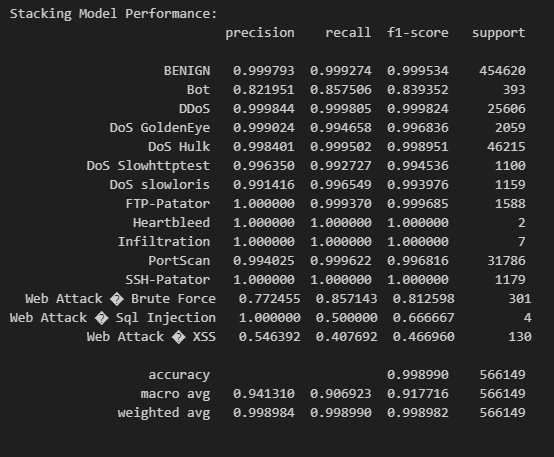 Stacking Model Performance:
precision recall f1-score support
BENIGN 0.999793 0.999274 0.999534 454620
Bot 0.821951 0.857506 0.839352 393
DDoS 0.999844 0.999805 0.999824 25606
DoS GoldenEye 0.999024 0.994658 0.996836 2059
DoS Hulk 0.998401 0.999502 0.998951 46215
DoS Slowhttptest 0.996350 0.992727 0.994536 1100
DoS slowloris 0.991416 0.996549 0.993976 1159
FTP-Patator 1.000000 0.999370 0.999685 1588
Heartbleed 1.000000 1.000000 1.000000 2
Infiltration 1.000000 1.000000 1.000000 7
PortScan 0.994025 0.999622 0.996816 31786
SSH-Patator 1.000000 1.000000 1.000000 1179
Web Attack � Brute Force 0.772455 0.857143 0.812598 301
Web Attack � Sql Injection 1.000000 0.500000 0.666667 4
Web Attack � XSS 0.546392 0.407692 0.466960 130
accuracy 0.998990 566149
macro avg 0.941310 0.906923 0.917716 566149
weighted avg 0.998984 0.998990 0.998982 566149